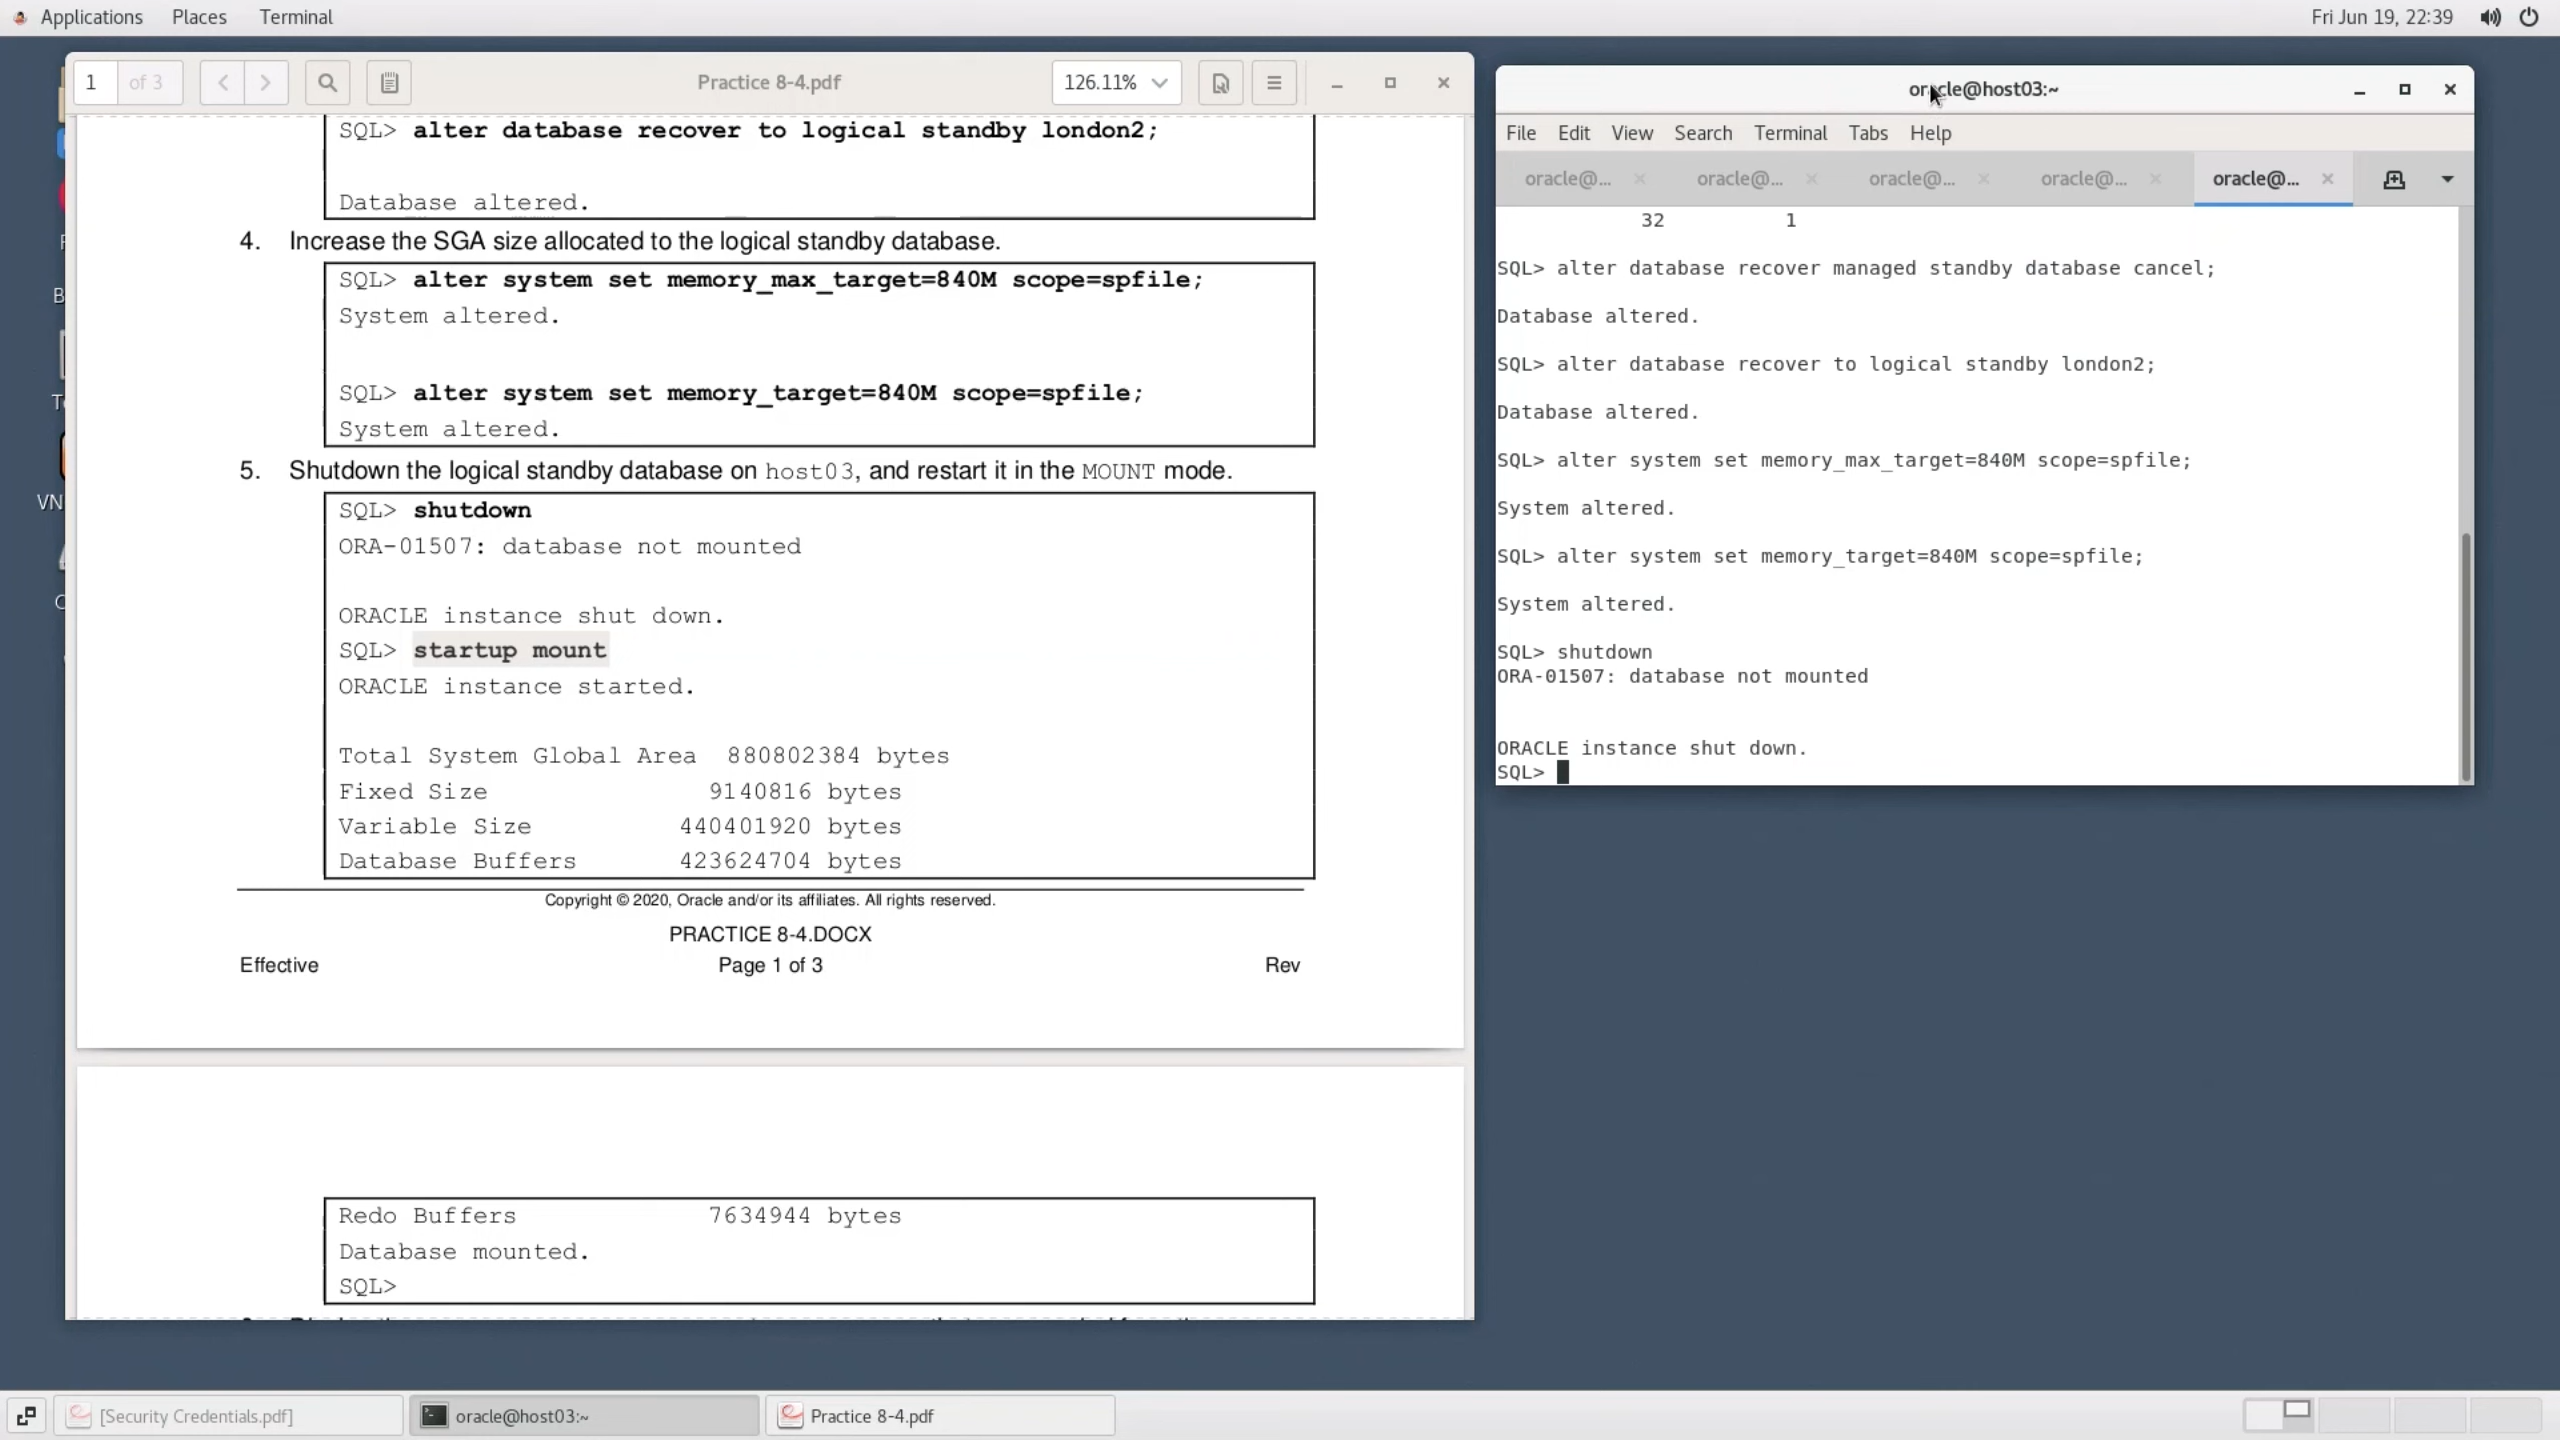 Applications Places Terminal
Fri Jun 19, 22:39
1 of 3
Practice 8-4.pdf
126.11%
SQL> alter database recover to logical standby london2;
Database altered.
4. Increase the SGA size allocated to the logical standby database.
SQL> alter system set memory_max_target=840M scope=spfile;
System altered.
SQL> alter system set memory_target=840M scope=spfile;
System altered.
5. Shutdown the logical standby database on host03, and restart it in the MOUNT mode.
SQL> shutdown
ORA-01507: database not mounted
ORACLE instance shut down.
SQL> startup mount
ORACLE instance started.
Total System Global Area 880802384 bytes
Fixed Size 9140816 bytes
Variable Size 440401920 bytes
Database Buffers 423624704 bytes
Copyright © 2020, Oracle and/or its affiliates. All rights reserved.
PRACTICE 8-4.DOCX
Effective Page 1 of 3 Rev
Redo Buffers 7634944 bytes
Database mounted.
SQL>
VN
oracle@host03:~
File Edit View Search Terminal Tabs Help
oracle@... oracle@... oracle@... oracle@... oracle@...
32 1
SQL> alter database recover managed standby database cancel;
Database altered.
SQL> alter database recover to logical standby london2;
Database altered.
SQL> alter system set memory_max_target=840M scope=spfile;
System altered.
SQL> alter system set memory_target=840M scope=spfile;
System altered.
SQL> shutdown
ORA-01507: database not mounted
ORACLE instance shut down.
SQL>
[Security Credentials.pdf] oracle@host03:~ Practice 8-4.pdf